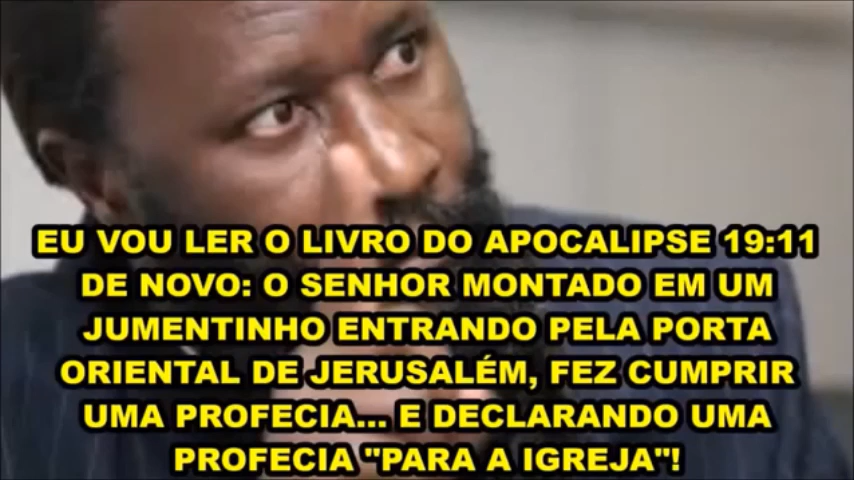 EU VOU LER O LIVRO DO APOCALIPSE 19:11
DE NOVO: O SENHOR MONTADO EM UM
JUMENTINHO ENTRANDO PELA PORTA
ORIENTAL DE JERUSALÉM, FEZ CUMPRIR
UMA PROFECIA... E DECLARANDO UMA
PROFECIA "PARA A IGREJA"!